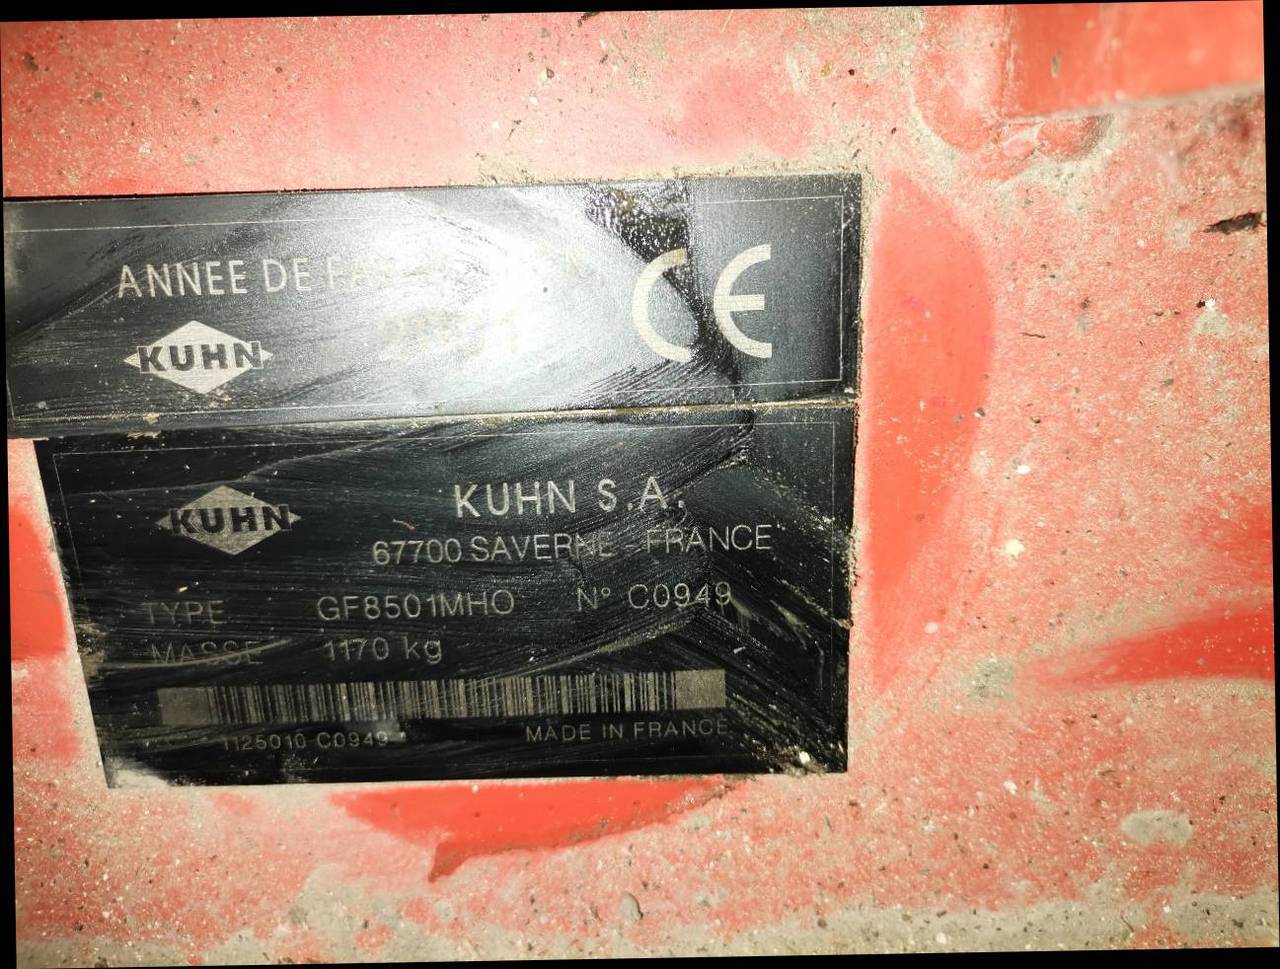 ANNEE DE
CE
KUHN
KUHN
KUHN S.A.
67700 SAVERNE - FRANCE
TYPE GF8501MHO N° C0949
MASSE 1170 kg
1125010 C0949
MADE IN FRANCE